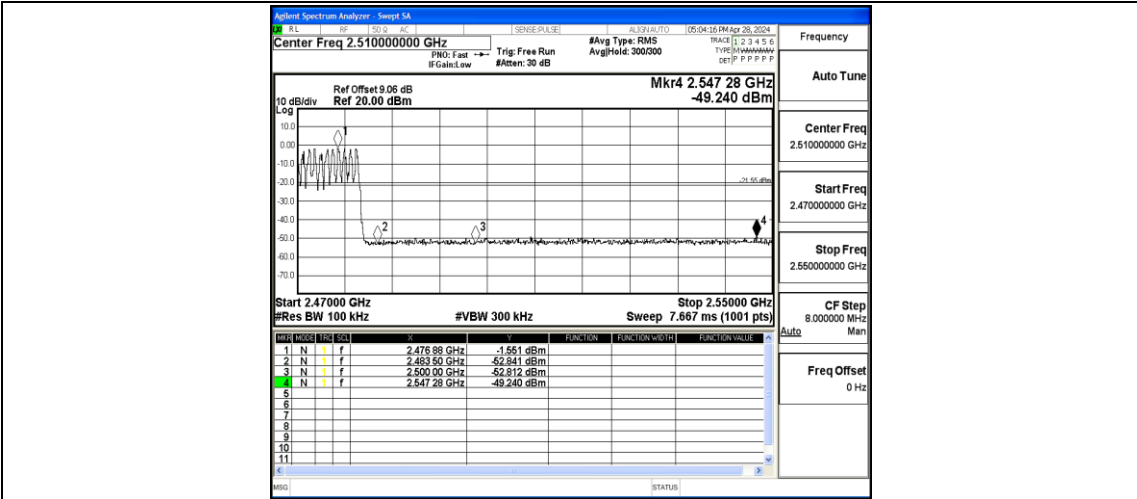 Agilent Spectrum Analyzer - Swept SA
RL RF 50 Ω AC SENSE:PULSE ALIGN AUTO 05:04:16 PM Apr 28, 2024
Center Freq 2.510000000 GHz
PNO: Fast
IFGain:Low
Trig: Free Run
#Atten: 30 dB
#Avg Type: RMS
Avg|Hold: 300/300
TRACE 1 2 3 4 5 6
TYPE
DET P P P P P P
Frequency
Auto Tune
Center Freq
2.510000000 GHz
Start Freq
2.470000000 GHz
Stop Freq
2.550000000 GHz
CF Step
8.000000 MHz
Auto Man
Freq Offset
0 Hz
Mkr4 2.547 28 GHz
-49.240 dBm
Ref Offset 9.06 dB
10 dB/div Ref 20.00 dBm
Log
10.0
0.00
-10.0
-20.0
-30.0
-40.0
-50.0
-60.0
-70.0
1
2
3
4
-21.55 dBm
Start 2.47000 GHz Stop 2.55000 GHz
#Res BW 100 kHz #VBW 300 kHz Sweep 7.667 ms (1001 pts)
MKR MODE TRC SCL X Y FUNCTION FUNCTION WIDTH FUNCTION VALUE
1 N 1 f 2.476 88 GHz -1.551 dBm
2 N 1 f 2.483 50 GHz -52.841 dBm
3 N 1 f 2.500 00 GHz -52.812 dBm
4 N 1 f 2.547 28 GHz -49.240 dBm
5
6
7
8
9
10
11
MSG STATUS